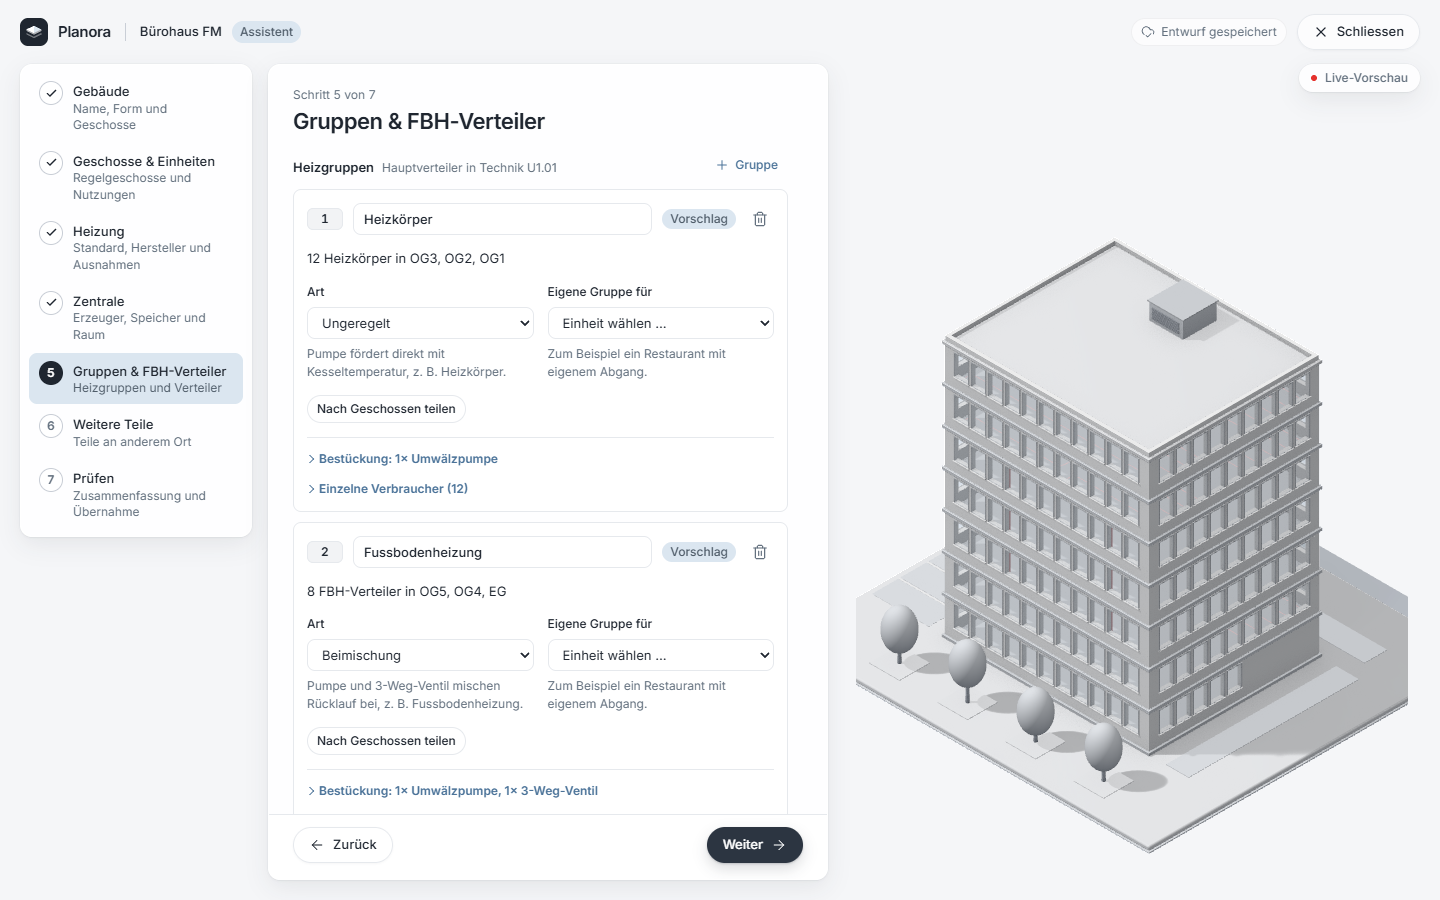 Planora
Bürohaus FM
Assistent
Entwurf gespeichert
Schliessen
Gebäude
Name, Form und
Geschosse
Geschosse & Einheiten
Regelgeschosse und
Nutzungen
Heizung
Standard, Hersteller und
Ausnahmen
Zentrale
Erzeuger, Speicher und
Raum
5
Gruppen & FBH-Verteiler
Heizgruppen und Verteiler
6
Weitere Teile
Teile an anderem Ort
7
Prüfen
Zusammenfassung und
Übernahme
Schritt 5 von 7
Gruppen & FBH-Verteiler
Heizgruppen Hauptverteiler in Technik U1.01
Gruppe
1
Heizkörper
Vorschlag
12 Heizkörper in OG3, OG2, OG1
Art
Eigene Gruppe für
Ungeregelt
Einheit wählen ...
Pumpe fördert direkt mit
Kesseltemperatur, z. B. Heizkörper.
Zum Beispiel ein Restaurant mit
eigenem Abgang.
Nach Geschossen teilen
Bestückung: 1× Umwälzpumpe
Einzelne Verbraucher (12)
2
Fussbodenheizung
Vorschlag
8 FBH-Verteiler in OG5, OG4, EG
Art
Eigene Gruppe für
Beimischung
Einheit wählen ...
Pumpe und 3-Weg-Ventil mischen
Rücklauf bei, z. B. Fussbodenheizung.
Zum Beispiel ein Restaurant mit
eigenem Abgang.
Nach Geschossen teilen
Bestückung: 1× Umwälzpumpe, 1× 3-Weg-Ventil
Zurück
Weiter
Live-Vorschau